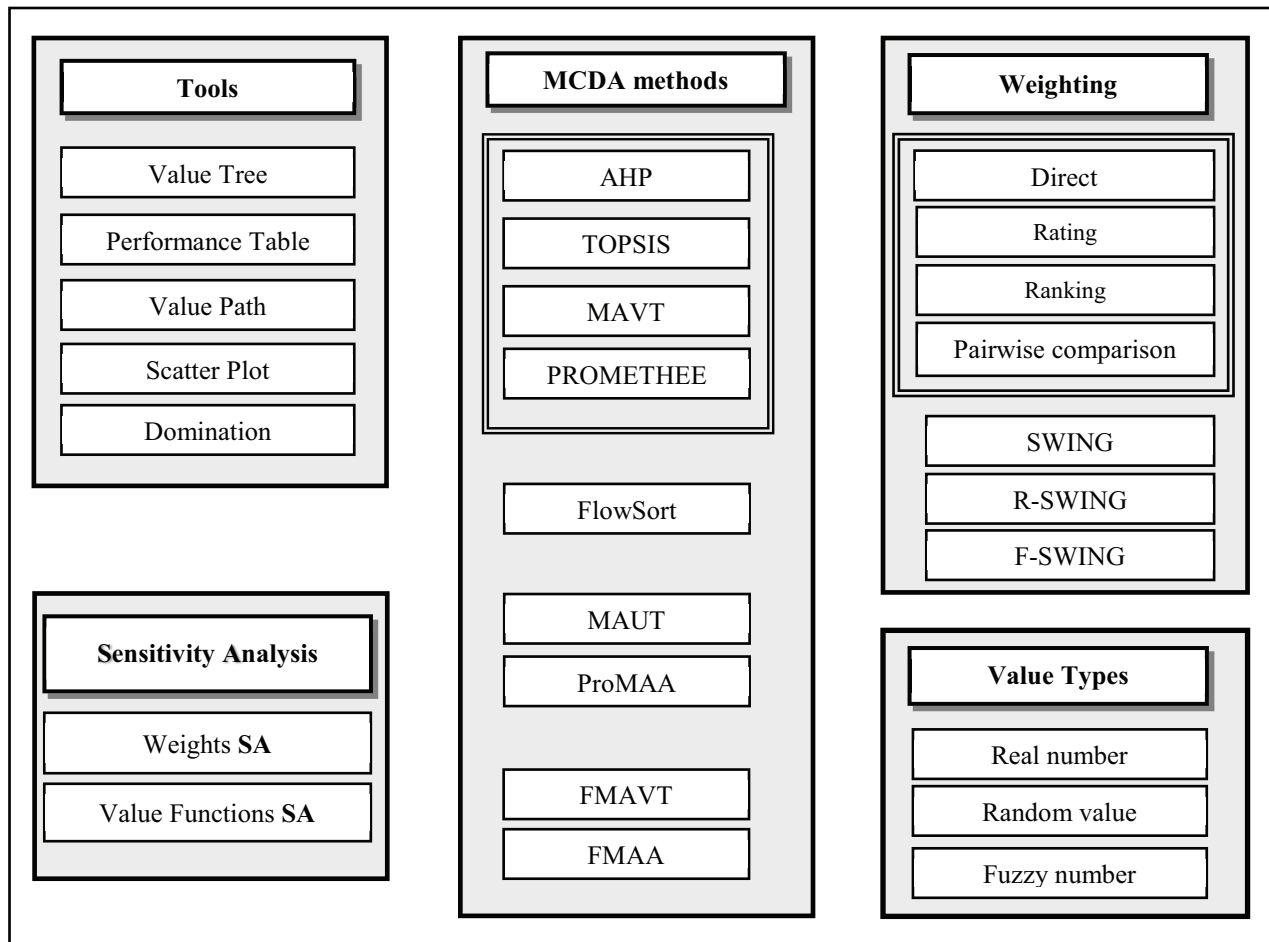 Tools
Value Tree
Performance Table
Value Path
Scatter Plot
Domination
Sensitivity Analysis
Weights SA
Value Functions SA
MCDA methods
AHP
TOPSIS
MAVT
PROMETHEE
FlowSort
MAUT
ProMAA
FMAVT
FMAA
Weighting
Direct
Rating
Ranking
Pairwise comparison
SWING
R-SWING
F-SWING
Value Types
Real number
Random value
Fuzzy number